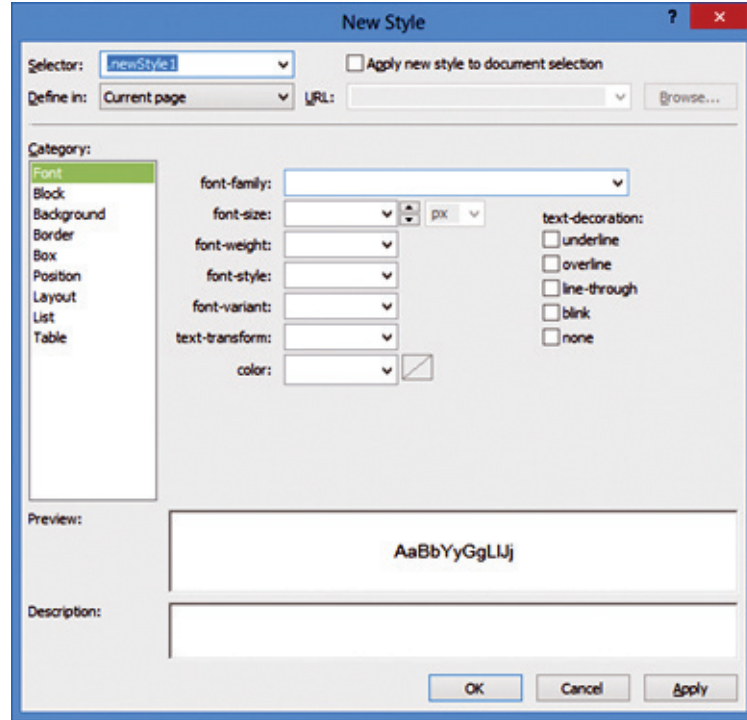 New Style
? ×
Selector: .newStyle1 Apply new style to document selection
Define in: Current page URL: Browse...
Category:
Font
Block
Background
Border
Box
Position
Layout
List
Table
font-family:
font-size: px
font-weight:
font-style:
font-variant:
text-transform:
color:
text-decoration:
underline
overline
line-through
blink
none
Preview:
AaBbYyGgLlJj
Description:
OK Cancel Apply